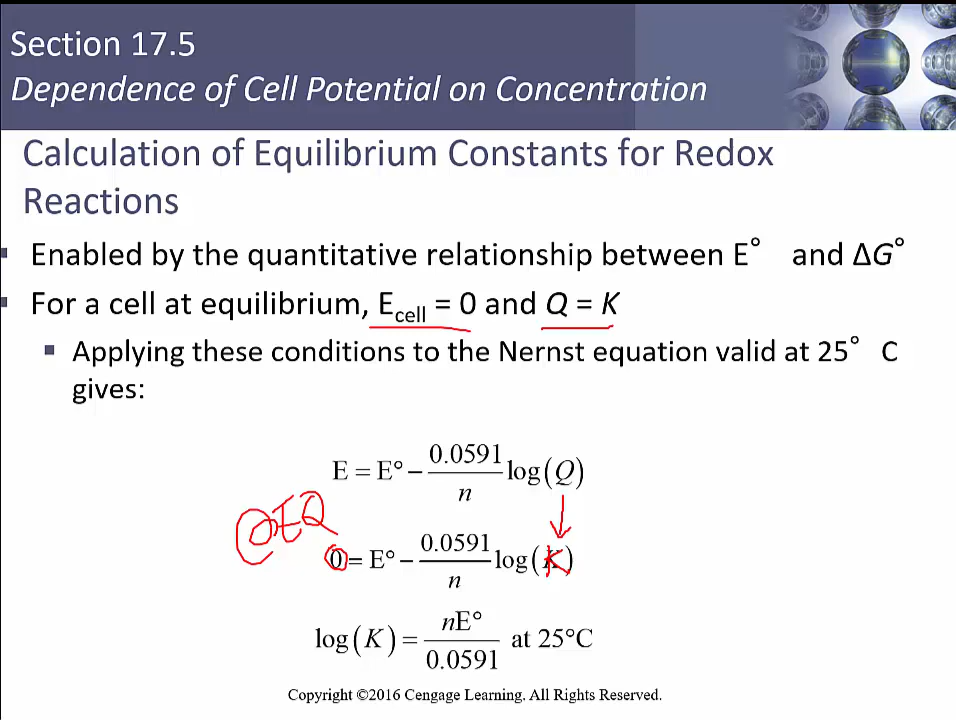 Section 17.5
Dependence of Cell Potential on Concentration
Calculation of Equilibrium Constants for Redox
Reactions
▪ Enabled by the quantitative relationship between E° and ΔG°
▪ For a cell at equilibrium, E_cell = 0 and Q = K
▪ Applying these conditions to the Nernst equation valid at 25° C
gives:
E = E° − 0.0591/n log(Q)
@EQ
0 = E° − 0.0591/n log(K)
log(K) = nE°/0.0591 at 25°C
Copyright ©2016 Cengage Learning. All Rights Reserved.